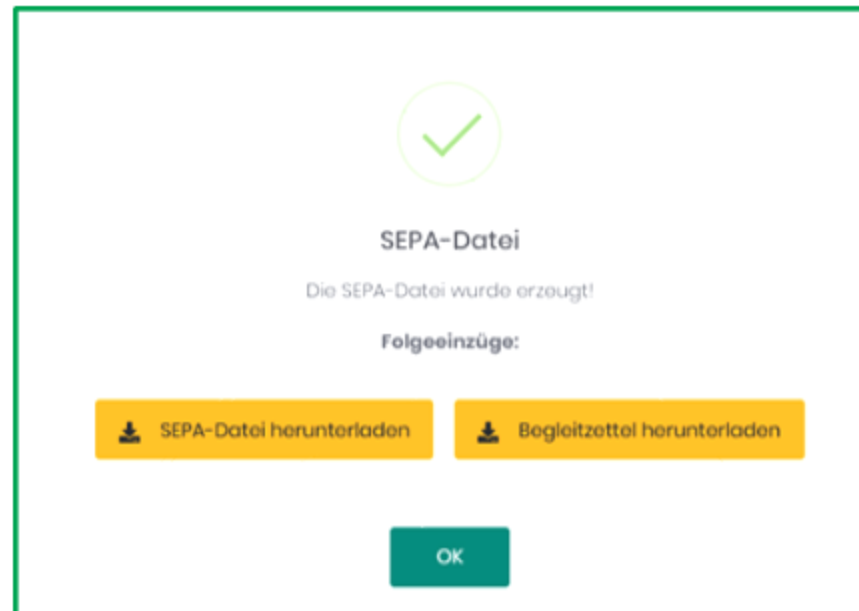 SEPA-Datei
Die SEPA-Datei wurde erzeugt!
Folgeeinzüge:
SEPA-Datei herunterladen
Begleitzettel herunterladen
OK